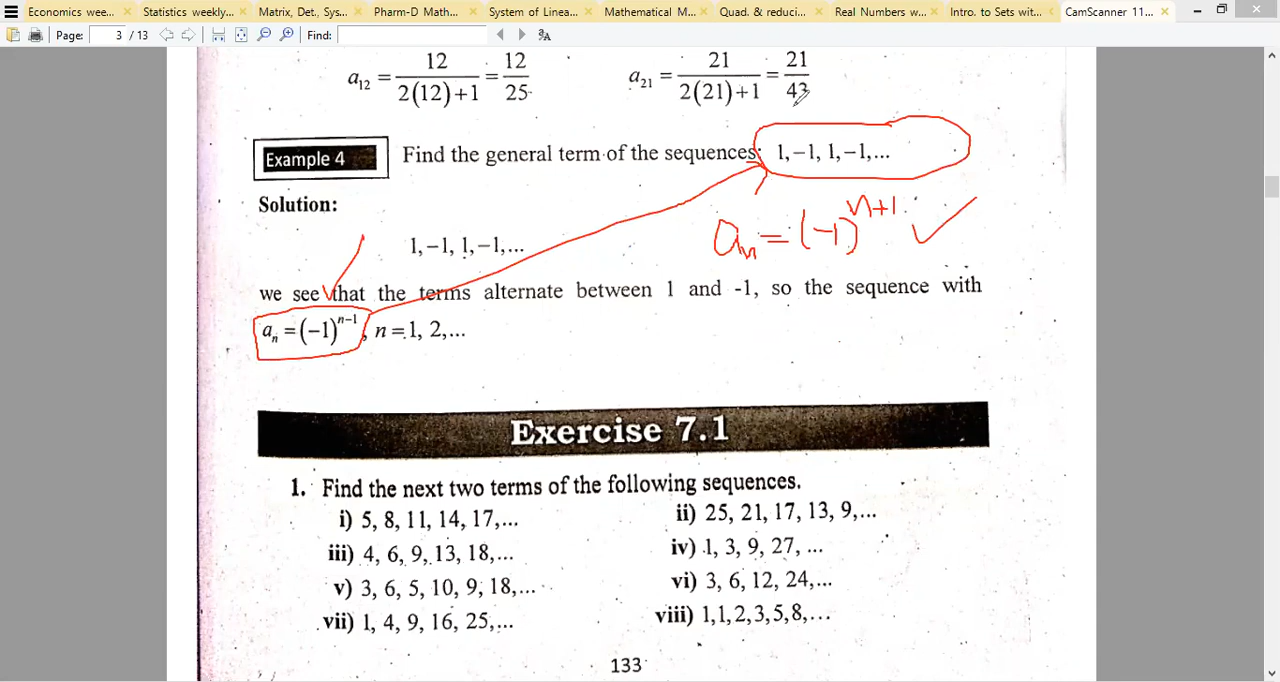 Economics wee...
Statistics weekly...
Matrix, Det., Sys...
Pharm-D Math...
System of Linea...
Mathematical M...
Quad. & reduci...
Real Numbers w...
Intro. to Sets wit...
CamScanner 11...
Page: 3 / 13 Find:
a₁₂ = 12/(2(12)+1) = 12/25
a₂₁ = 21/(2(21)+1) = 21/43
Example 4 Find the general term of the sequences: 1,−1, 1,−1,...
Solution:
aₙ = (−1)ⁿ⁺¹
1,−1, 1,−1,...
we see that the terms alternate between 1 and -1, so the sequence with
aₙ = (−1)ⁿ⁻¹, n = 1, 2,...
Exercise 7.1
1. Find the next two terms of the following sequences.
i) 5, 8, 11, 14, 17,...
ii) 25, 21, 17, 13, 9,...
iii) 4, 6, 9, 13, 18,...
iv) 1, 3, 9, 27, ...
v) 3, 6, 5, 10, 9, 18,...
vi) 3, 6, 12, 24,...
vii) 1, 4, 9, 16, 25,...
viii) 1,1,2,3,5,8,...
133